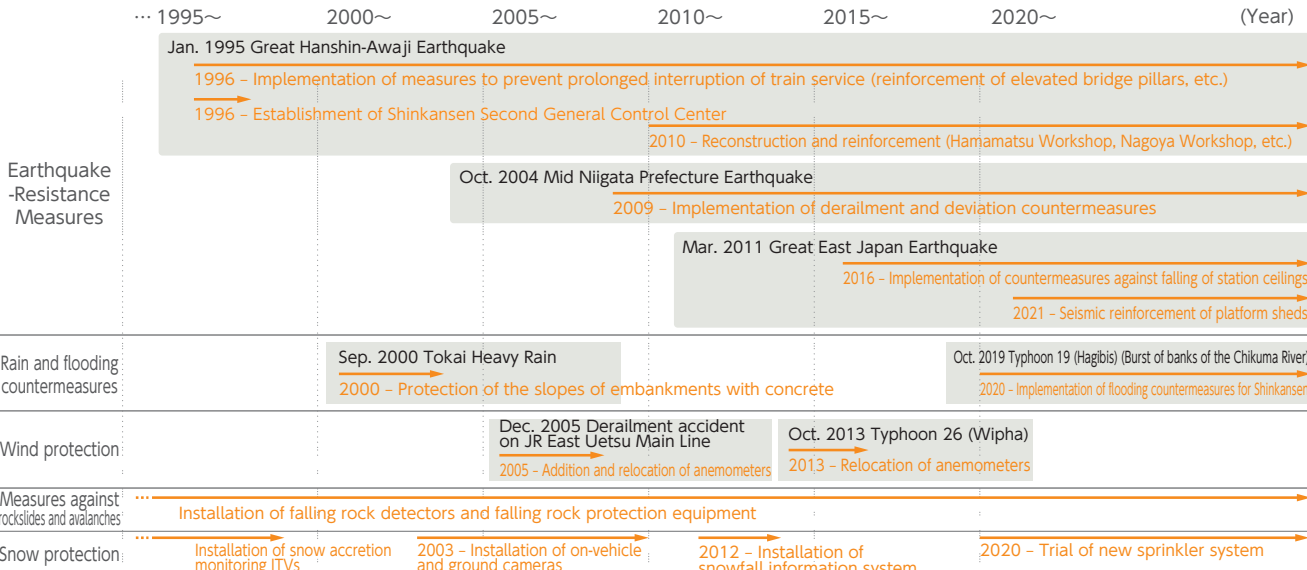 ··· 1995～ 2000～ 2005～ 2010～ 2015～ 2020～ (Year)
Earthquake
-Resistance
Measures
Jan. 1995 Great Hanshin-Awaji Earthquake
1996 – Implementation of measures to prevent prolonged interruption of train service (reinforcement of elevated bridge pillars, etc.)
1996 – Establishment of Shinkansen Second General Control Center
2010 – Reconstruction and reinforcement (Hamamatsu Workshop, Nagoya Workshop, etc.)
Oct. 2004 Mid Niigata Prefecture Earthquake
2009 – Implementation of derailment and deviation countermeasures
Mar. 2011 Great East Japan Earthquake
2016 – Implementation of countermeasures against falling of station ceilings
2021 – Seismic reinforcement of platform sheds
Rain and flooding
countermeasures
Sep. 2000 Tokai Heavy Rain
2000 – Protection of the slopes of embankments with concrete
Oct. 2019 Typhoon 19 (Hagibis) (Burst of banks of the Chikuma River)
2020 – Implementation of flooding countermeasures for Shinkansen
Wind protection
Dec. 2005 Derailment accident
on JR East Uetsu Main Line
2005 – Addition and relocation of anemometers
Oct. 2013 Typhoon 26 (Wipha)
2013 – Relocation of anemometers
Measures against
rockslides and avalanches
···
Installation of falling rock detectors and falling rock protection equipment
Snow protection
···
Installation of snow accretion
monitoring ITVs
2003 – Installation of on-vehicle
and ground cameras
2012 – Installation of
snowfall information system
2020 – Trial of new sprinkler system